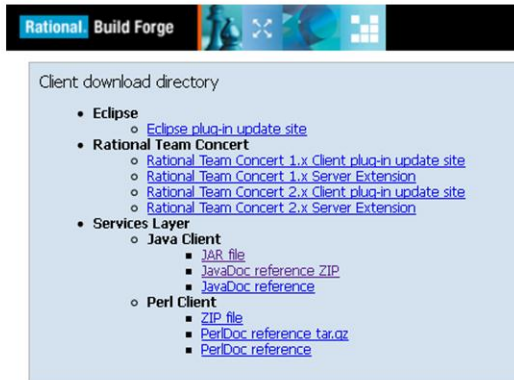 Rational. Build Forge
Client download directory
Eclipse
Eclipse plug-in update site
Rational Team Concert
Rational Team Concert 1.x Client plug-in update site
Rational Team Concert 1.x Server Extension
Rational Team Concert 2.x Client plug-in update site
Rational Team Concert 2.x Server Extension
Services Layer
Java Client
JAR file
JavaDoc reference ZIP
JavaDoc reference
Perl Client
ZIP file
PerlDoc reference tar.gz
PerlDoc reference